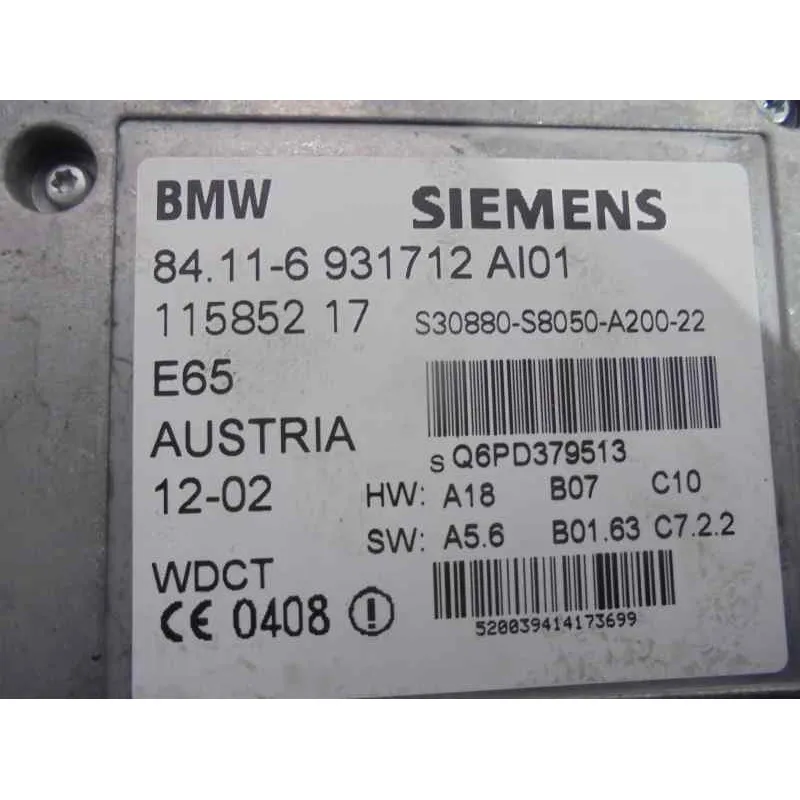 BMW SIEMENS
84.11-6 931712 AI01
115852 17 S30880-S8050-A200-22
E65
AUSTRIA
S Q6PD379513
12-02 HW: A18 B07 C10
SW: A5.6 B01.63 C7.2.2
WDCT
CE 0408 !
520039414173699